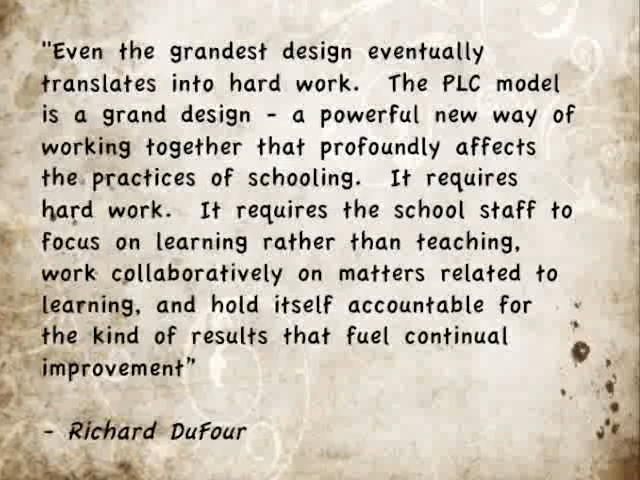 "Even the grandest design eventually
translates into hard work.  The PLC model
is a grand design - a powerful new way of
working together that profoundly affects
the practices of schooling.  It requires
hard work.  It requires the school staff to
focus on learning rather than teaching,
work collaboratively on matters related to
learning, and hold itself accountable for
the kind of results that fuel continual
improvement”
- Richard DuFour